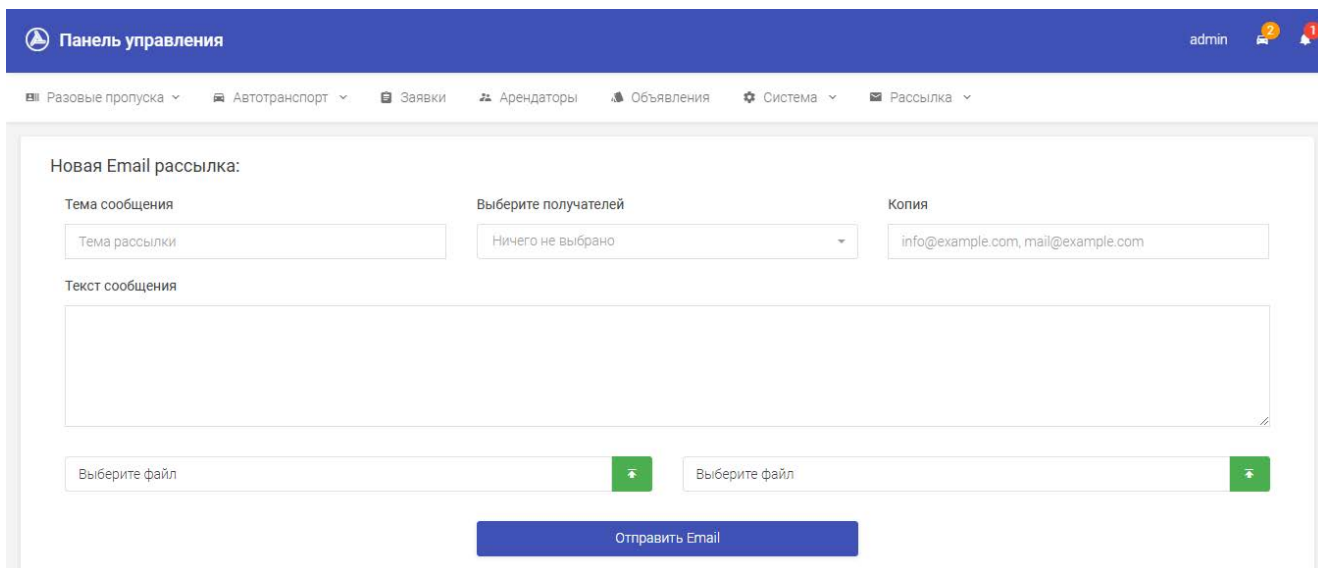 Панель управления
admin
2
1
Разовые пропуска
Автотранспорт
Заявки
Арендаторы
Объявления
Система
Рассылка
Новая Email рассылка:
Тема сообщения
Выберите получателей
Копия
Тема рассылки
Ничего не выбрано
info@example.com, mail@example.com
Текст сообщения
Выберите файл
Выберите файл
Отправить Email